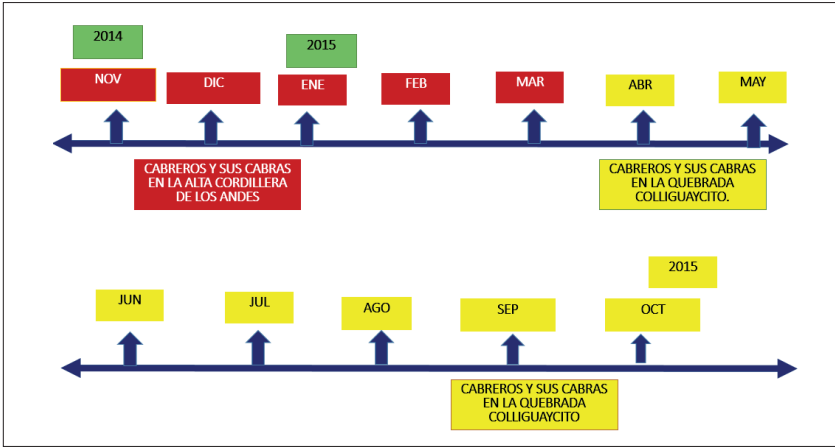 2014
2015
NOV
DIC
ENE
FEB
MAR
ABR
MAY
CABREROS Y SUS CABRAS
EN LA ALTA CORDILLERA
DE LOS ANDES
CABREROS Y SUS CABRAS
EN LA QUEBRADA
COLLIGUAYCITO.
2015
JUN
JUL
AGO
SEP
OCT
CABREROS Y SUS CABRAS
EN LA QUEBRADA
COLLIGUAYCITO